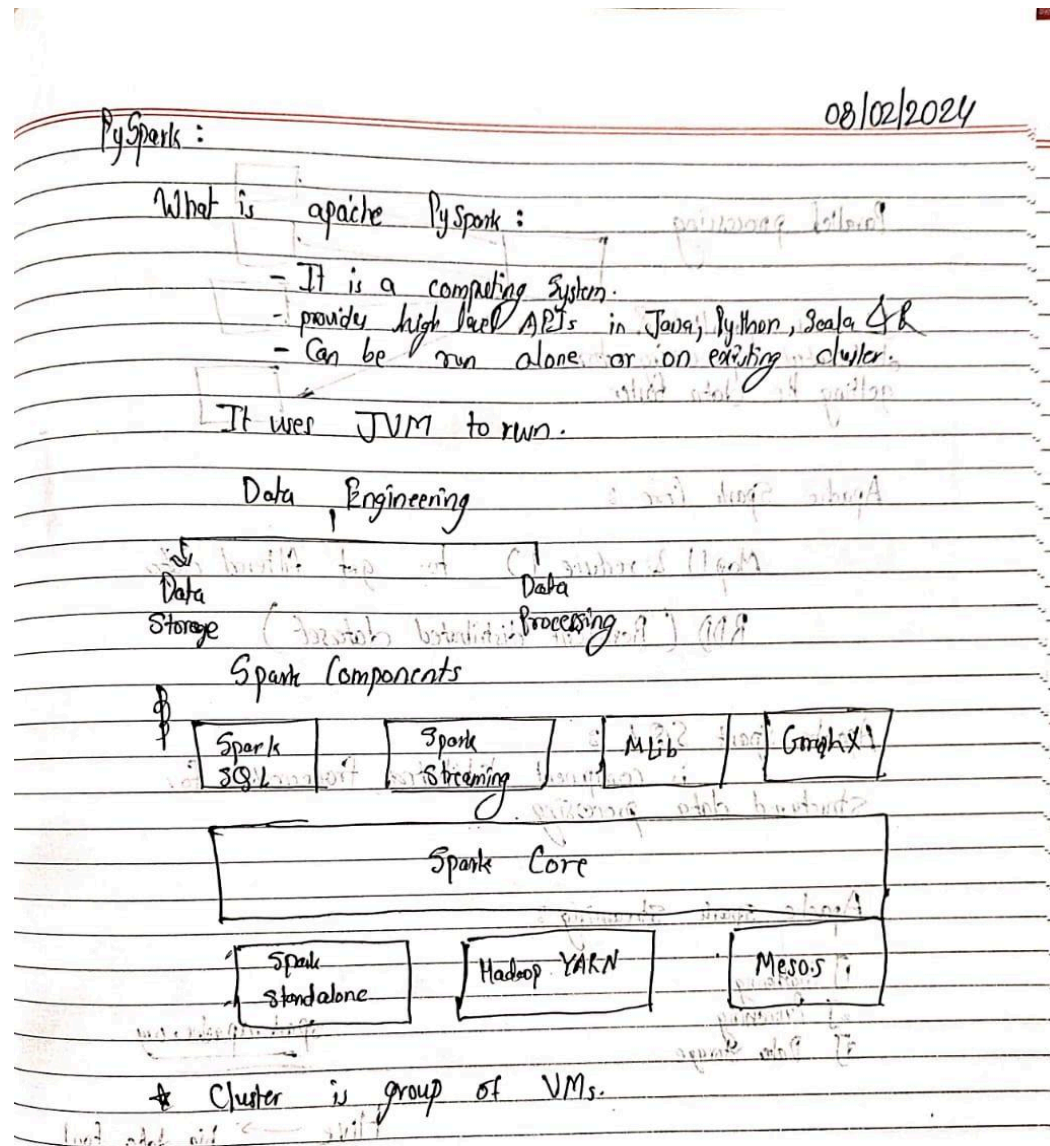 08/02/2024
PySpark :
What is apache PySpark :
- It is a computing System.
- provides high level APIs in Java, Python, Scala & R
- Can be run alone or on existing cluster.
It uses JVM to run.
Data Engineering
Data Data
Storage Processing
Spark Components
Spark Spark MLib GraphX
SQL Streaming
Spark Core
Spark Hadoop YARN Mesos
Standalone
* Cluster is group of VMs.